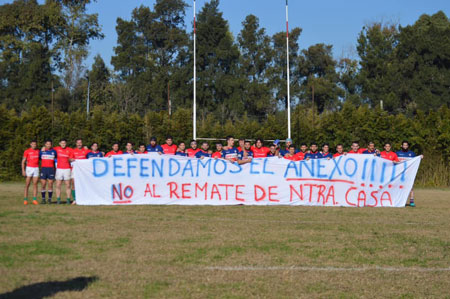 DEFENDAMOS EL ANEXO!!!!!
NO AL REMATE DE NTRA. CASA!!!!